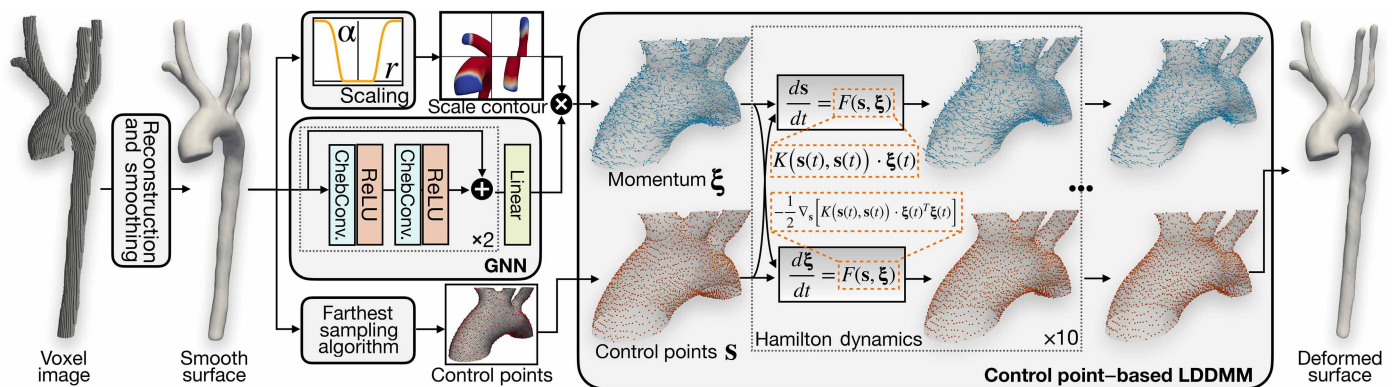 Voxel
image
Reconstruction
and smoothing
Smooth
surface
α
r
Scaling
Scale contour
ChebConv.
ReLU
ChebConv.
ReLU
×2
Linear
GNN
Farthest
sampling
algorithm
Control points
Momentum ξ
Control points s
ds/dt = F(s, ξ)
K(s(t), s(t)) · ξ(t)
-1/2 ∇s[K(s(t), s(t)) · ξ(t)ᵀξ(t)]
dξ/dt = F(s, ξ)
Hamilton dynamics
×10
Control point–based LDDMM
Deformed
surface